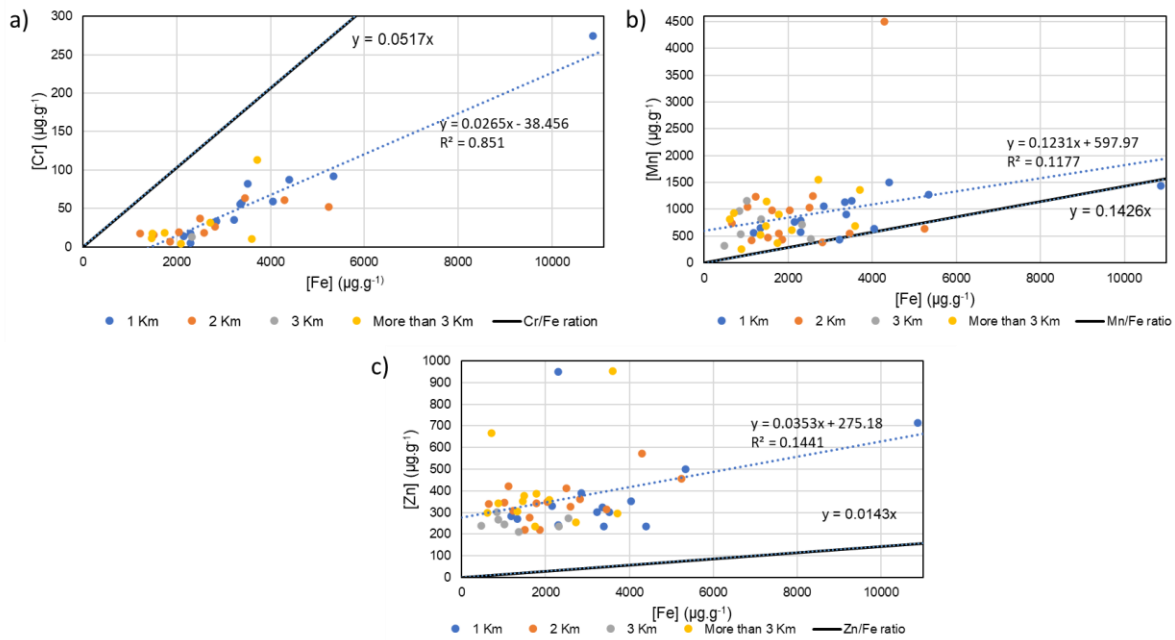 a)
300
250
200
150
100
50
0
[Cr] (µg.g⁻¹)
y = 0.0517x
y = 0.0265x - 38.456
R² = 0.851
0 2000 4000 6000 8000 10000
[Fe] (µg.g⁻¹)
1 Km 2 Km 3 Km More than 3 Km Cr/Fe ration
b)
4500
4000
3500
3000
2500
2000
1500
1000
500
0
[Mn] (µg.g⁻¹)
y = 0.1231x + 597.97
R² = 0.1177
y = 0.1426x
0 2000 4000 6000 8000 10000
[Fe] (µg.g⁻¹)
1 Km 2 Km 3 Km More than 3 Km Mn/Fe ratio
c)
1000
900
800
700
600
500
400
300
200
100
0
[Zn] (µg.g⁻¹)
y = 0.0353x + 275.18
R² = 0.1441
y = 0.0143x
0 2000 4000 6000 8000 10000
[Fe] (µg.g⁻¹)
1 Km 2 Km 3 Km More than 3 Km Zn/Fe ratio